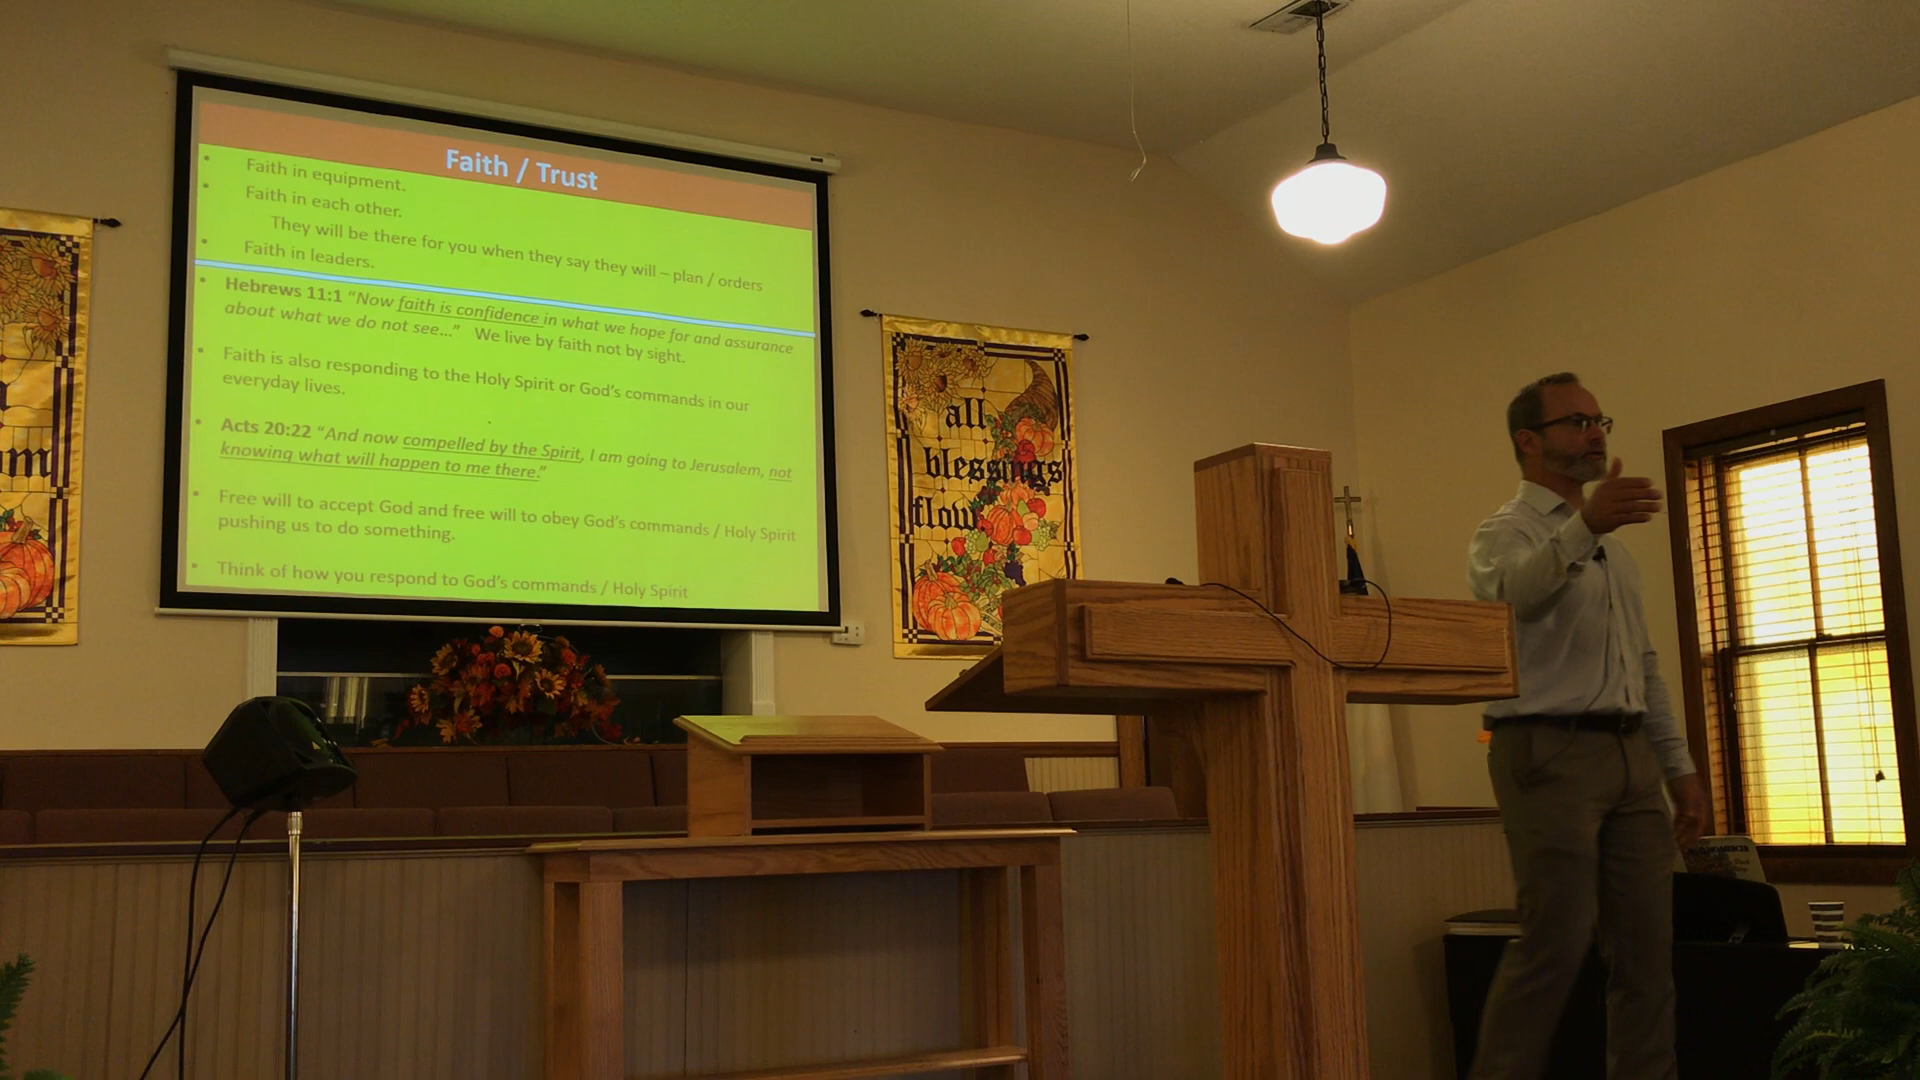 Faith / Trust
• Faith in equipment.
• Faith in each other.
They will be there for you when they say they will – plan / orders
• Faith in leaders.
• Hebrews 11:1 “Now faith is confidence in what we hope for and assurance
about what we do not see...” We live by faith not by sight.
• Faith is also responding to the Holy Spirit or God’s commands in our
everyday lives.
• Acts 20:22 “And now compelled by the Spirit, I am going to Jerusalem, not
knowing what will happen to me there.”
• Free will to accept God and free will to obey God’s commands / Holy Spirit
pushing us to do something.
• Think of how you respond to God’s commands / Holy Spirit
all
blessings
flow.